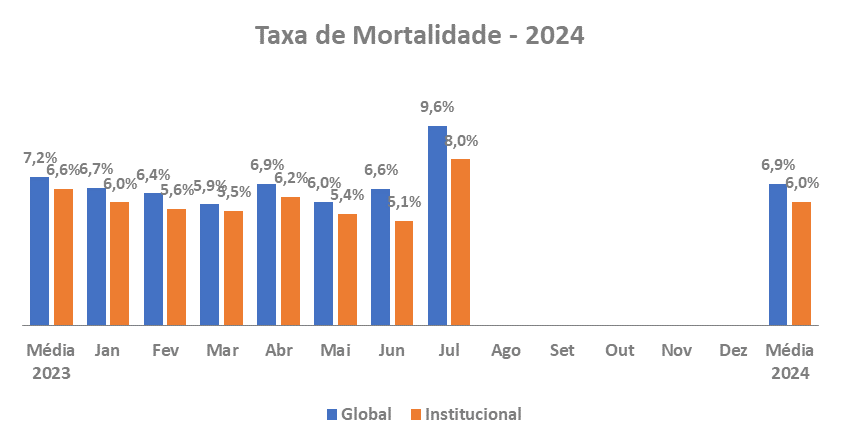 Taxa de Mortalidade - 2024
9,6%
8,0%
7,2%
6,6%
6,7%
6,0%
6,4%
5,6%
5,9%
5,5%
6,9%
6,2%
6,0%
5,4%
6,6%
5,1%
6,9%
6,0%
Média 2023
Jan
Fev
Mar
Abr
Mai
Jun
Jul
Ago
Set
Out
Nov
Dez
Média 2024
Global
Institucional